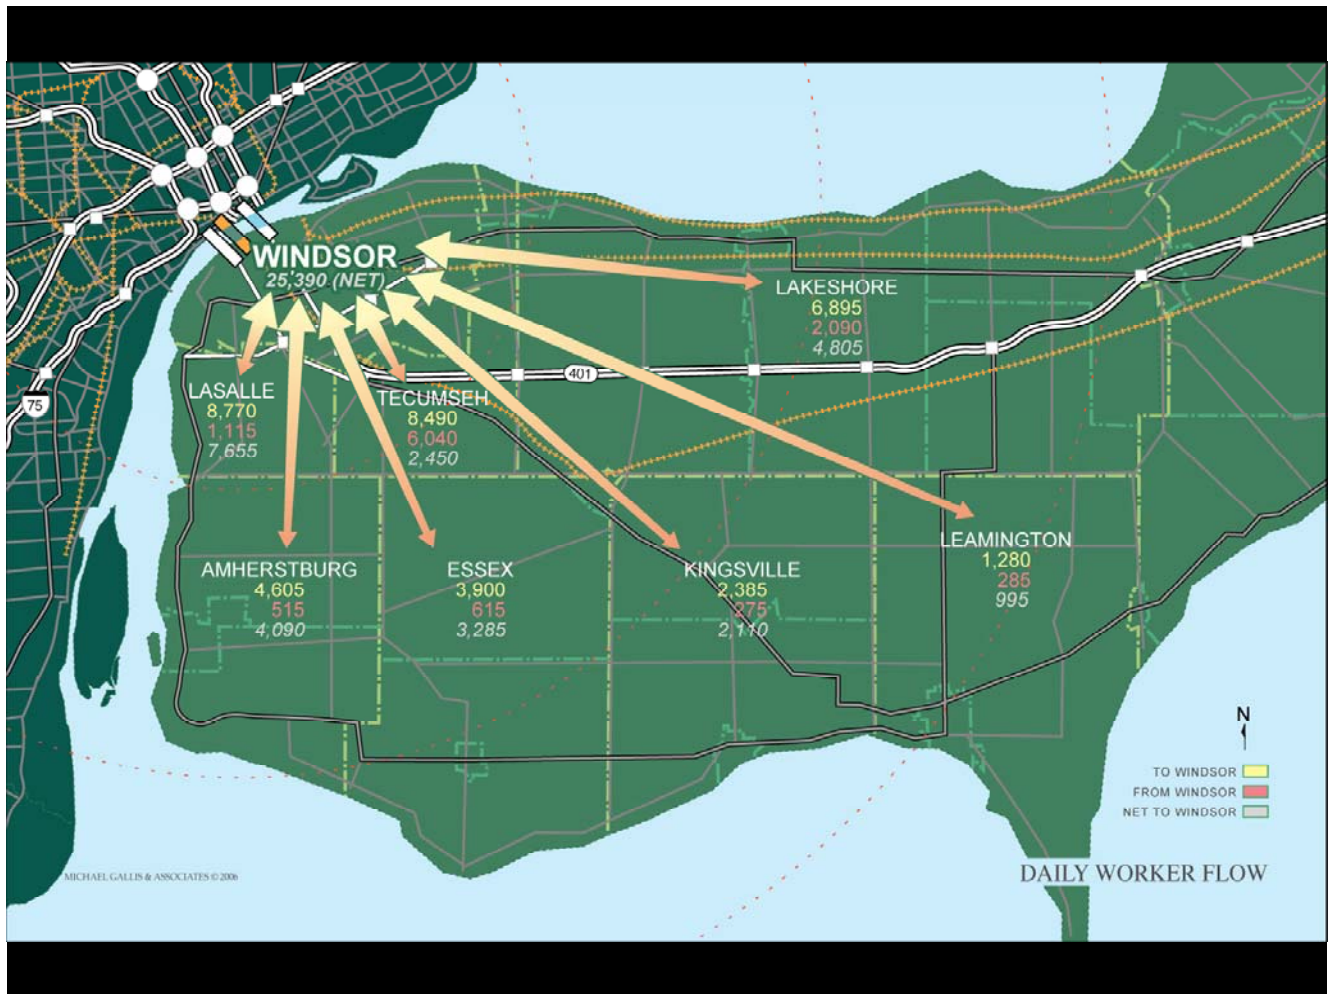 WINDSOR
25,390 (NET)
LAKESHORE
6,895
2,090
4,805
401
75
LASALLE
8,770
1,115
7,655
TECUMSEH
8,490
6,040
2,450
AMHERSTBURG
4,605
515
4,090
ESSEX
3,900
615
3,285
KINGSVILLE
2,385
275
2,110
LEAMINGTON
1,280
285
995
N
TO WINDSOR
FROM WINDSOR
NET TO WINDSOR
MICHAEL GALLIS & ASSOCIATES © 2006
DAILY WORKER FLOW